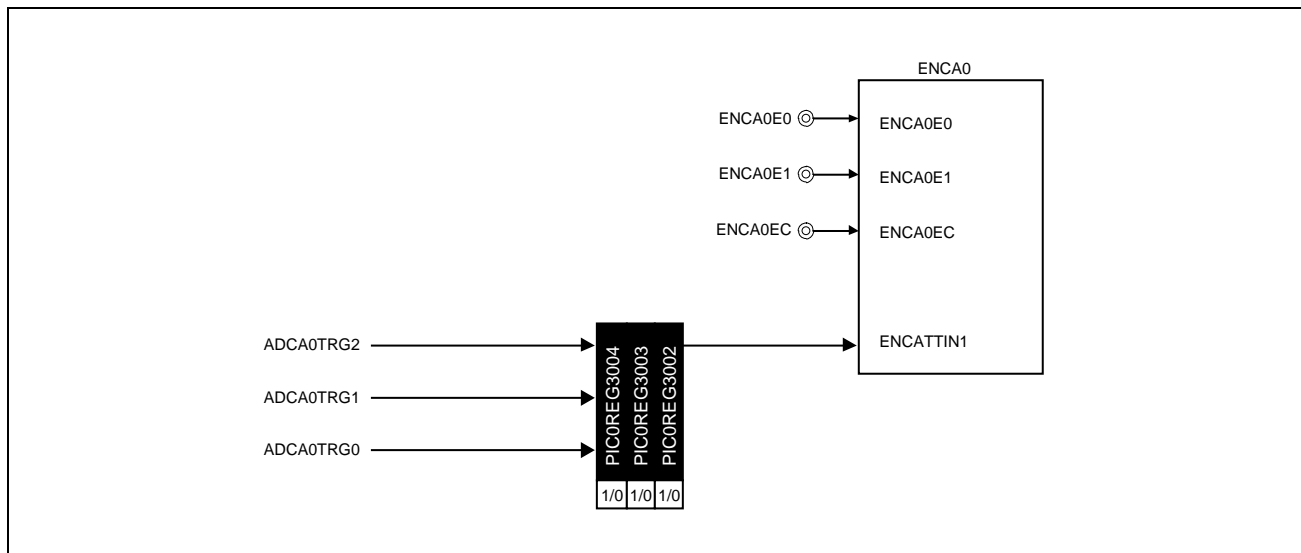 ENCA0
ENCA0E0
ENCA0E0
ENCA0E1
ENCA0E1
ENCA0EC
ENCA0EC
ADCA0TRG2
ENCATTIN1
ADCA0TRG1
ADCA0TRG0
PIC0REG3004
PIC0REG3003
PIC0REG3002
1/0 1/0 1/0